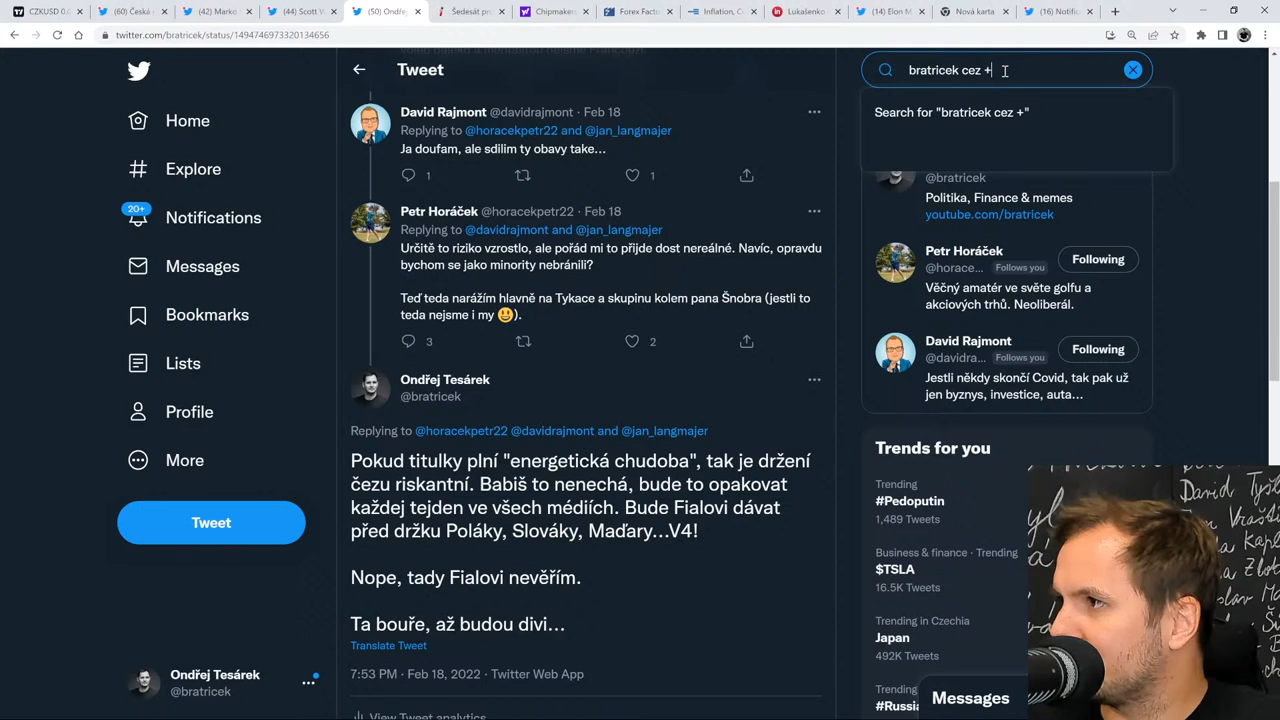 CZKUSD 0.0
(60) Česká s
(42) Marko
(44) Scott W
(50) Ondřej
Šedesát pr
Chipmakers
Forex Facto
Inflation, C
Lukašenko
(14) Elon M
Nová karta
(16) Notific
twitter.com/bratricek/status/1494746973320134656
Home
Explore
20+
Notifications
Messages
Bookmarks
Lists
Profile
More
Tweet
Ondřej Tesárek
@bratricek
Tweet
David Rajmont @davidrajmont · Feb 18
Replying to @horacekpetr22 and @jan_langmajer
Ja doufam, ale sdilim ty obavy take...
1
1
Petr Horáček @horacekpetr22 · Feb 18
Replying to @davidrajmont and @jan_langmajer
Určitě to riziko vzrostlo, ale pořád mi to přijde dost nereálné. Navíc, opravdu
bychom se jako minority nebránili?
Teď teda narážím hlavně na Tykace a skupinu kolem pana Šnobra (jestli to
teda nejsme i my 😃).
3
2
Ondřej Tesárek
@bratricek
Replying to @horacekpetr22 @davidrajmont and @jan_langmajer
Pokud titulky plní "energetická chudoba", tak je držení
čezu riskantní. Babiš to nenechá, bude to opakovat
každej tejden ve všech médiích. Bude Fialovi dávat
před držku Poláky, Slováky, Maďary...V4!
Nope, tady Fialovi nevěřím.
Ta bouře, až budou divi...
Translate Tweet
7:53 PM · Feb 18, 2022 · Twitter Web App
View Tweet analytics
bratricek cez +
Search for "bratricek cez +"
@bratricek
Politika, Finance & memes
youtube.com/bratricek
Petr Horáček
@horace... Follows you
Following
Věčný amatér ve světe golfu a
akciových trhů. Neoliberál.
David Rajmont
@davidra... Follows you
Following
Jestli někdy skončí Covid, tak pak už
jen byznys, investice, auta...
Trends for you
Trending
#Pedoputin
1,489 Tweets
Business & finance · Trending
$TSLA
16.5K Tweets
Trending in Czechia
Japan
492K Tweets
Trending
#Russia
Messages
David Tys